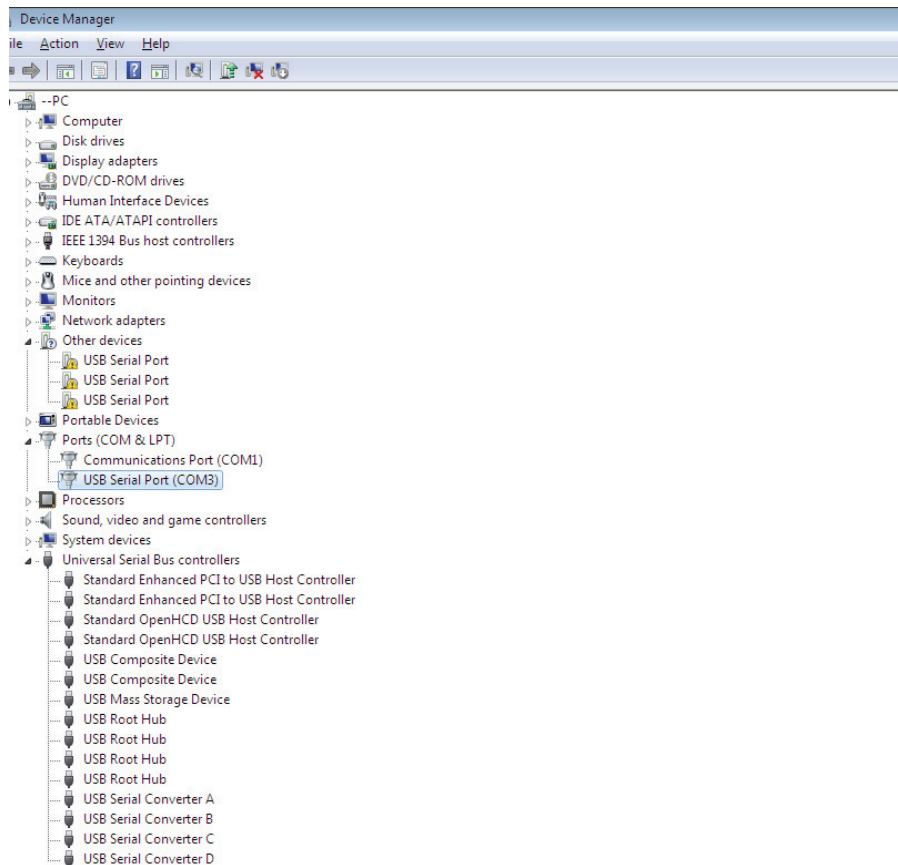 Device Manager
ile Action View Help
--PC
Computer
Disk drives
Display adapters
DVD/CD-ROM drives
Human Interface Devices
IDE ATA/ATAPI controllers
IEEE 1394 Bus host controllers
Keyboards
Mice and other pointing devices
Monitors
Network adapters
Other devices
USB Serial Port
USB Serial Port
USB Serial Port
Portable Devices
Ports (COM & LPT)
Communications Port (COM1)
USB Serial Port (COM3)
Processors
Sound, video and game controllers
System devices
Universal Serial Bus controllers
Standard Enhanced PCI to USB Host Controller
Standard Enhanced PCI to USB Host Controller
Standard OpenHCD USB Host Controller
Standard OpenHCD USB Host Controller
USB Composite Device
USB Composite Device
USB Mass Storage Device
USB Root Hub
USB Root Hub
USB Root Hub
USB Root Hub
USB Serial Converter A
USB Serial Converter B
USB Serial Converter C
USB Serial Converter D